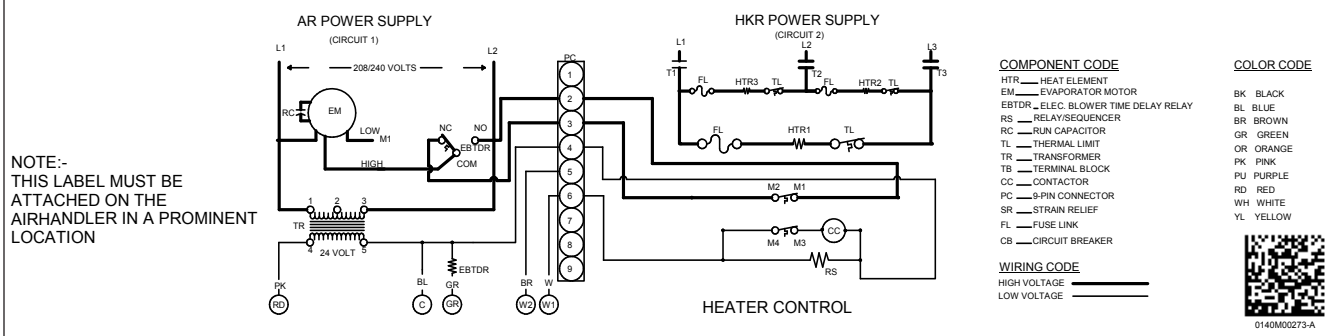 AR POWER SUPPLY
(CIRCUIT 1)
L1
L2
208/240 VOLTS
RC
EM
LOW
M1
HIGH
NC
NO
EBTDR
COM
1 2 3
TR
4
5
24 VOLT
EBTDR
PK
RD
BL
C
GR
GR
BR
W2
W
W1
PC
1
2
3
4
5
6
7
8
9
HKR POWER SUPPLY
(CIRCUIT 2)
L1
L2
L3
T1
T2
T3
FL
HTR3
TL
FL
HTR2
TL
FL
HTR1
TL
M2 M1
M4 M3
CC
RS
HEATER CONTROL
NOTE:-
THIS LABEL MUST BE
ATTACHED ON THE
AIRHANDLER IN A PROMINENT
LOCATION
COMPONENT CODE
HTR HEAT ELEMENT
EM EVAPORATOR MOTOR
EBTDR ELEC. BLOWER TIME DELAY RELAY
RS RELAY/SEQUENCER
RC RUN CAPACITOR
TL THERMAL LIMIT
TR TRANSFORMER
TB TERMINAL BLOCK
CC CONTACTOR
PC 9-PIN CONNECTOR
SR STRAIN RELIEF
FL FUSE LINK
CB CIRCUIT BREAKER
WIRING CODE
HIGH VOLTAGE
LOW VOLTAGE
COLOR CODE
BK BLACK
BL BLUE
BR BROWN
GR GREEN
OR ORANGE
PK PINK
PU PURPLE
RD RED
WH WHITE
YL YELLOW
0140M00273-A